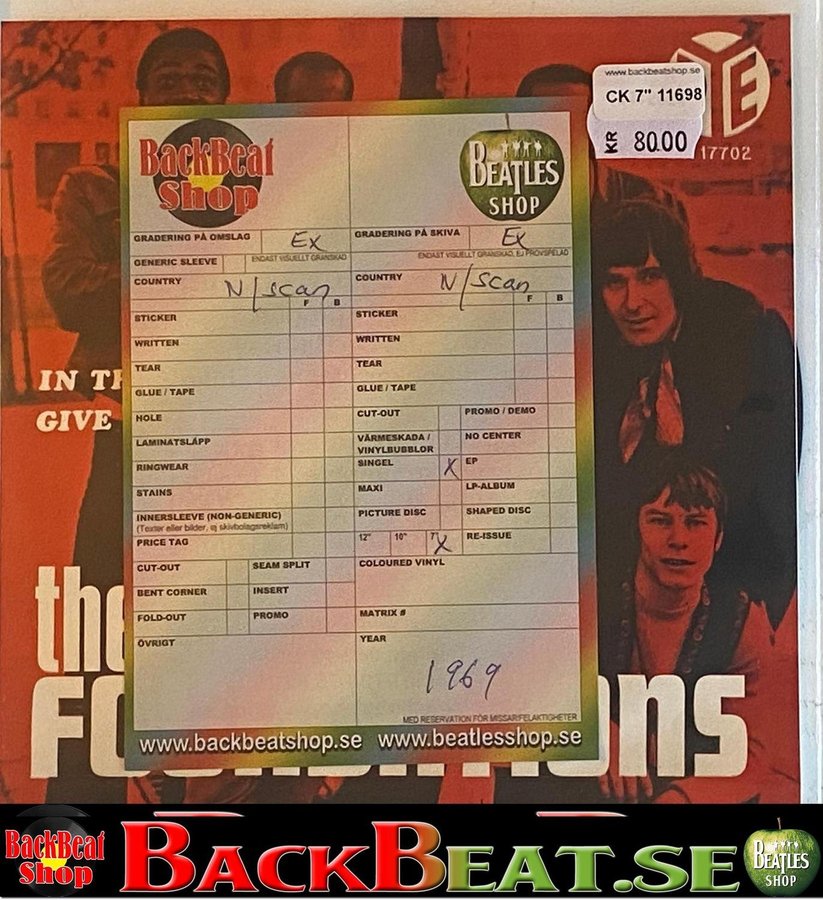 www.backbeatshop.se
CK 7" 11698
KR 80.00
YE
17702
BackBeat
Shop
BEATLES
SHOP
GRADERING PÅ OMSLAG Ex
GRADERING PÅ SKIVA Ex
GENERIC SLEEVE ENDAST VISUELLT GRANSKAD
ENDAST VISUELLT GRANSKAD, EJ PROVSPELAD
COUNTRY N/Scan
COUNTRY N/Scan
F B
F B
STICKER
STICKER
WRITTEN
WRITTEN
TEAR
TEAR
GLUE / TAPE
GLUE / TAPE
HOLE
CUT-OUT PROMO / DEMO
LAMINATSLÄPP
VÄRMESKADA /
VINYLBUBBLOR
NO CENTER
RINGWEAR
SINGEL X EP
STAINS
MAXI LP-ALBUM
INNERSLEEVE (NON-GENERIC)
(Texter eller bilder, ej skivbolagsreklam)
PICTURE DISC SHAPED DISC
PRICE TAG
12" 10" 7" X RE-ISSUE
CUT-OUT SEAM SPLIT
COLOURED VINYL
BENT CORNER INSERT
FOLD-OUT PROMO
MATRIX #
ÖVRIGT
YEAR
1969
MED RESERVATION FÖR MISSAR/FELAKTIGHETER
www.backbeatshop.se www.beatlesshop.se
IN TH
GIVE
the
FOUNDATIONS
BackBeat
Shop
BACKBEAT.SE
BEATLES
SHOP